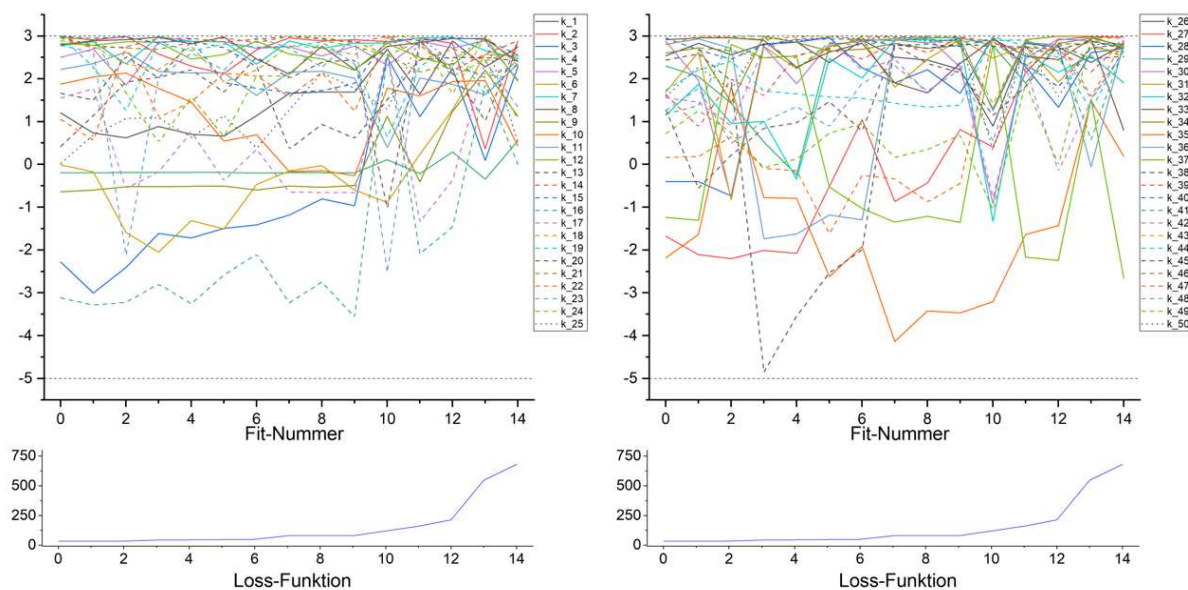 3
2
1
0
-1
-2
-3
-4
-5
0 2 4 6 8 10 12 14
Fit-Nummer
k_1
k_2
k_3
k_4
k_5
k_6
k_7
k_8
k_9
k_10
k_11
k_12
k_13
k_14
k_15
k_16
k_17
k_18
k_19
k_20
k_21
k_22
k_23
k_24
k_25
750
500
250
0
0 2 4 6 8 10 12 14
Loss-Funktion
3
2
1
0
-1
-2
-3
-4
-5
0 2 4 6 8 10 12 14
Fit-Nummer
k_26
k_27
k_28
k_29
k_30
k_31
k_32
k_33
k_34
k_35
k_36
k_37
k_38
k_39
k_40
k_41
k_42
k_43
k_44
k_45
k_46
k_47
k_48
k_49
k_50
750
500
250
0
0 2 4 6 8 10 12 14
Loss-Funktion